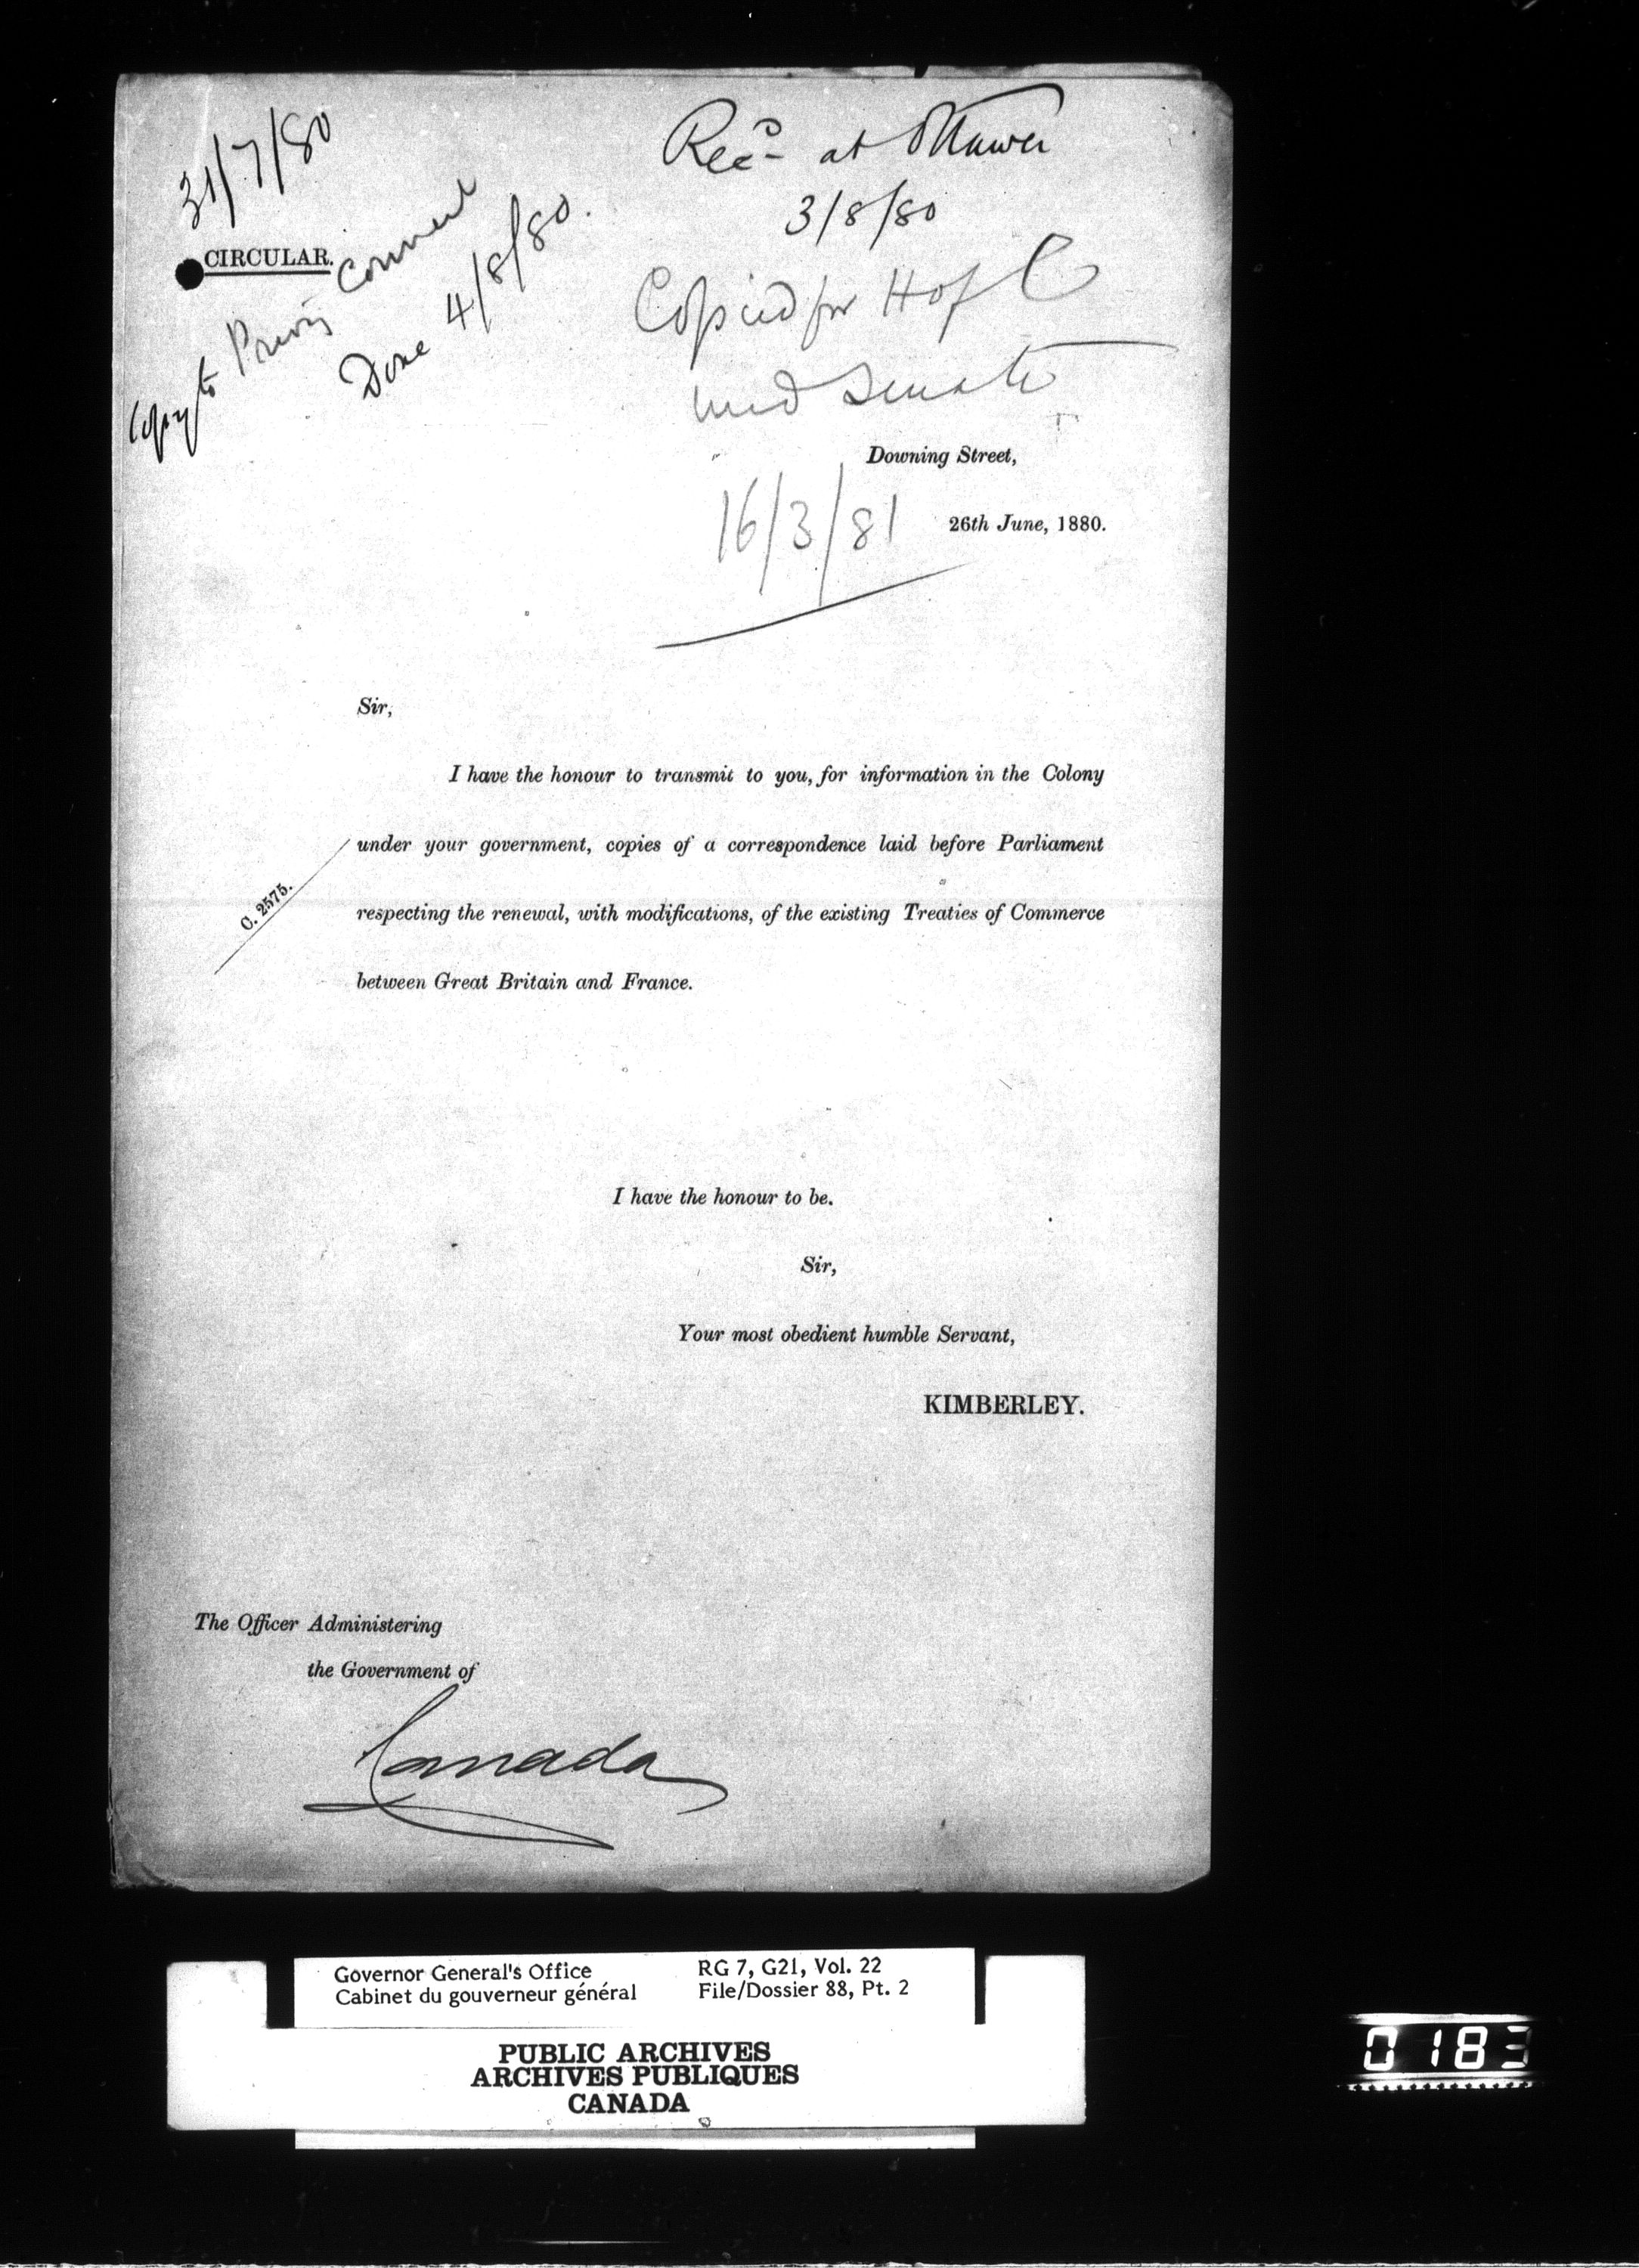 31/7/80
Recd at Ottawa
3/8/80
CIRCULAR.
Copy to Privy Council
Done 4/8/80.
Copied for H of C
and Senate
Downing Street,
16/3/81
26th June, 1880.
Sir,
I have the honour to transmit to you, for information in the Colony
under your government, copies of a correspondence laid before Parliament
C. 2575.
respecting the renewal, with modifications, of the existing Treaties of Commerce
between Great Britain and France.
I have the honour to be.
Sir,
Your most obedient humble Servant,
KIMBERLEY.
The Officer Administering
the Government of
Canada
Governor General's Office RG 7, G21, Vol. 22
Cabinet du gouverneur général File/Dossier 88, Pt. 2
PUBLIC ARCHIVES
ARCHIVES PUBLIQUES
CANADA
0183